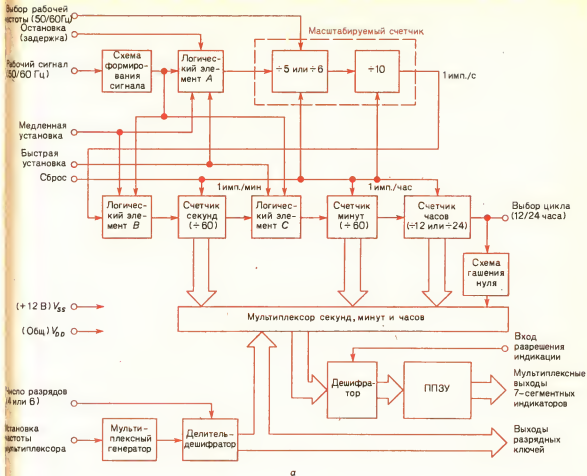 Выбор рабочей
частоты (50/60Гц)
Остановка
(задержка)
Рабочий сигнал
(50/60 Гц)
Схема
формиро-
вания
сигнала
Логичес-
кий
элемент A
Масштабируемый счетчик
÷5 или ÷6
÷10
1 имп./с
Медленная
установка
Быстрая
установка
Сброс
1 имп./мин
1 имп./час
Логичес-
кий эле-
мент B
Счетчик
секунд
(÷60)
Логичес-
кий эле-
мент C
Счетчик
минут
(÷60)
Счетчик
часов
(÷12 или ÷24)
Выбор цикла
(12/24 часа)
Схема
гашения
нуля
(+12 В) Vss
(Общ) VDD
Мультиплексор секунд, минут и часов
Вход
разрешения
индикации
Дешифра-
тор
ППЗУ
Мультиплексные
выходы
7-сегментных
индикаторов
Число разрядов
(4 или 6)
Установка
частоты
мультиплексора
Мульти-
плексный
генератор
Делитель-
дешифратор
Выходы
разрядных
ключей
а